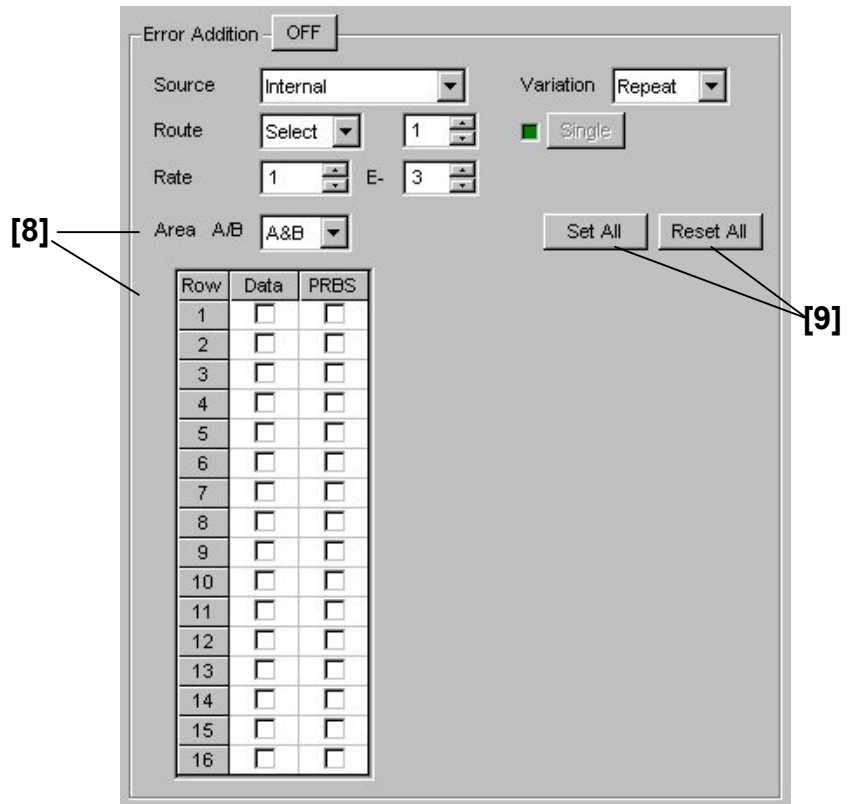 Error Addition OFF
Source Internal Variation Repeat
Route Select 1 Single
Rate 1 E- 3
[8] Area A/B A&B Set All Reset All
Row Data PRBS
[9]
1
2
3
4
5
6
7
8
9
10
11
12
13
14
15
16